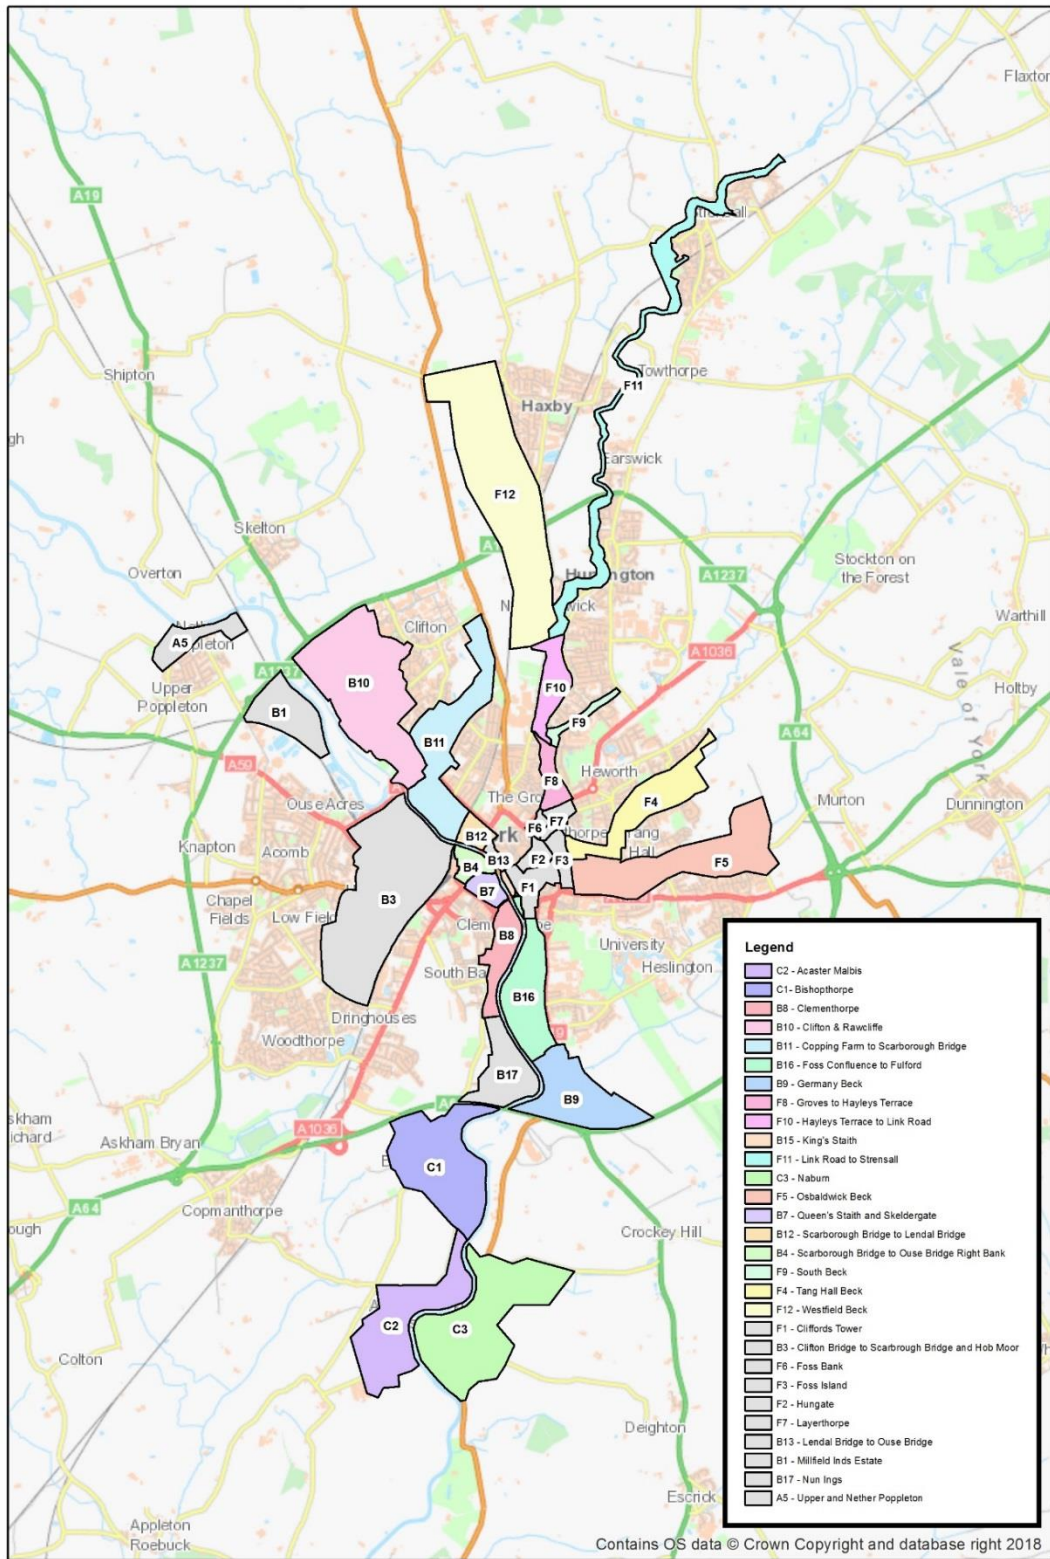 Flaxton
A19
Strensall
Shipton
Towthorpe
F11
Haxby
Earswick
F12
Skelton
Stockton on
the Forest
Overton
Huntington
A1237
Warthill
A5
Clifton
A1036
Vale of York
Upper
Poppleton
A1237
B10
F10
Holtby
B1
F9
B11
A64
A59
F8
Heworth
Ouse Acres
The Gro
F4
Murton
Dunnington
Knapton
Acomb
B12
F6
F7
B13
F2
F3
F5
B4
B7
F1
Chapel
Fields
Low Field
B3
B8
University
Heslington
A1237
South Ba
B16
Dringhouses
Woodthorpe
B17
B9
Askham Bryan
A1036
C1
A64
Copmanthorpe
Crockey Hill
C2
C3
Colton
Deighton
Escrick
Appleton
Roebuck
Legend
C2 - Acaster Malbis
C1- Bishopthorpe
B8 - Clementhorpe
B10 - Clifton & Rawcliffe
B11 - Copping Farm to Scarborough Bridge
B16 - Foss Confluence to Fulford
B9 - Germany Beck
F8 - Groves to Hayleys Terrace
F10 - Hayleys Terrace to Link Road
B15 - King's Staith
F11 - Link Road to Strensall
C3 - Naburn
F5 - Osbaldwick Beck
B7 - Queen's Staith and Skeldergate
B12 - Scarborough Bridge to Lendal Bridge
B4 - Scarborough Bridge to Ouse Bridge Right Bank
F9 - South Beck
F4 - Tang Hall Beck
F12 - Westfield Beck
F1 - Cliffords Tower
B3 - Clifton Bridge to Scarbrough Bridge and Hob Moor
F6 - Foss Bank
F3 - Foss Island
F2 - Hungate
F7 - Layerthorpe
B13 - Lendal Bridge to Ouse Bridge
B1 - Millfield Inds Estate
B17 - Nun Ings
A5 - Upper and Nether Poppleton
Contains OS data © Crown Copyright and database right 2018